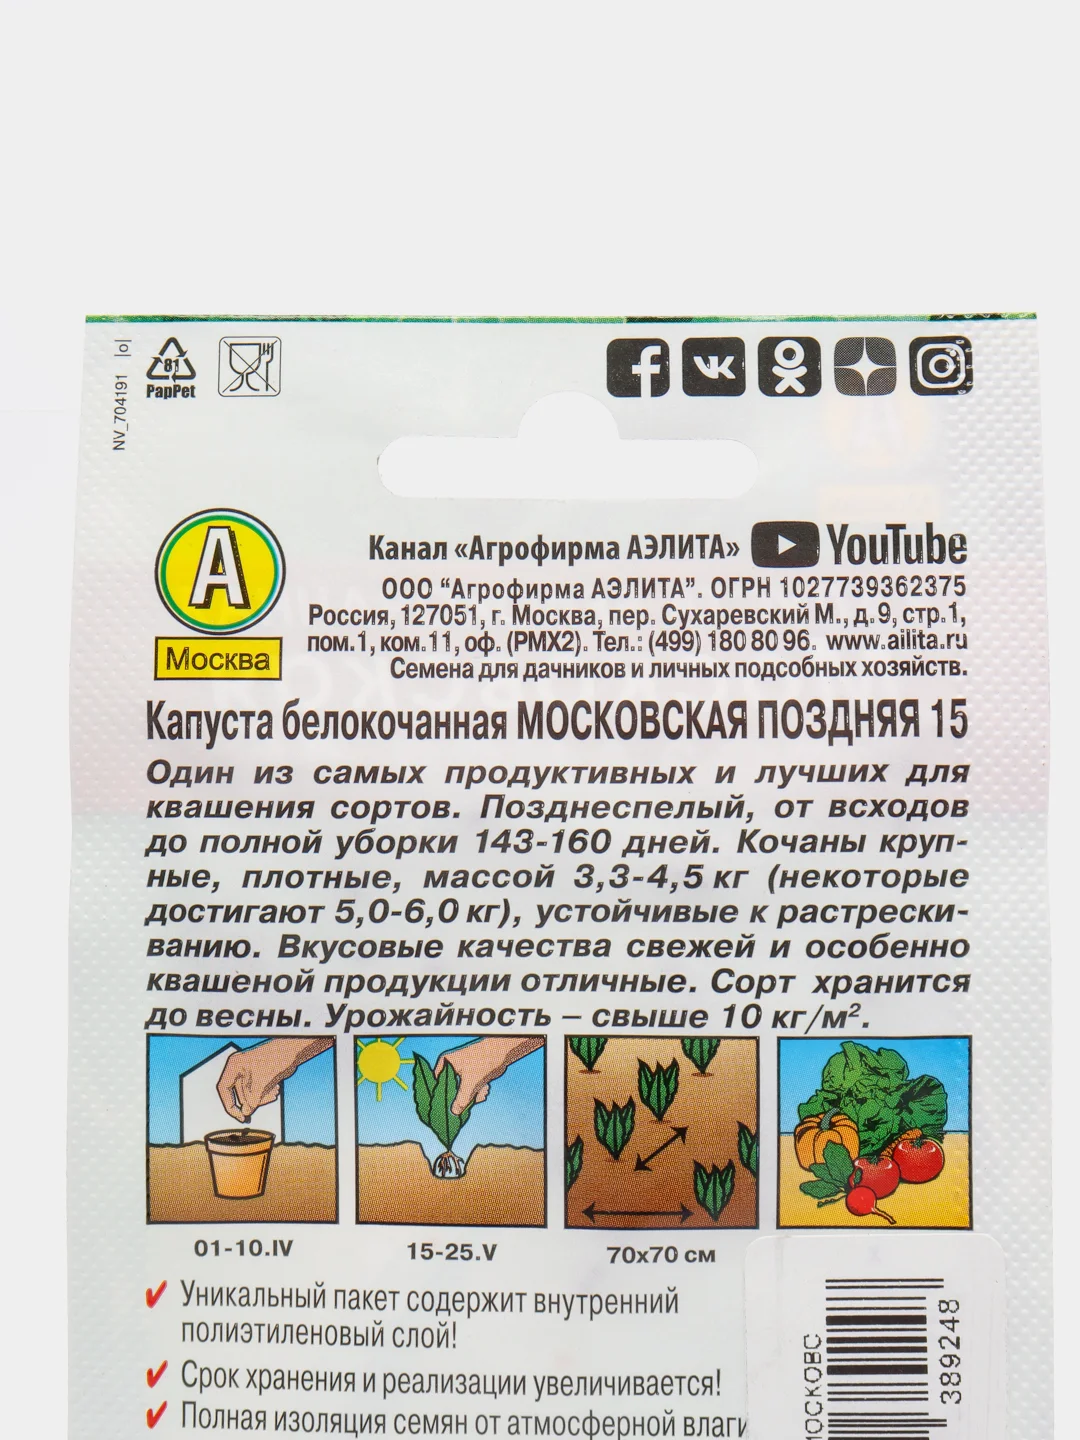 NV_704191 |o|
81
PapPet
A
Москва
Канал «Агрофирма АЭЛИТА» YouTube
ООО “Агрофирма АЭЛИТА”. ОГРН 1027739362375
Россия, 127051, г. Москва, пер. Сухаревский М., д.9, стр.1,
пом.1, ком.11, оф. (РМХ2). Тел.: (499) 180 80 96. www.ailita.ru
Семена для дачников и личных подсобных хозяйств.
Капуста белокочанная МОСКОВСКАЯ ПОЗДНЯЯ 15
Один из самых продуктивных и лучших для
квашения сортов. Позднеспелый, от всходов
до полной уборки 143-160 дней. Кочаны круп-
ные, плотные, массой 3,3-4,5 кг (некоторые
достигают 5,0-6,0 кг), устойчивые к растрески-
ванию. Вкусовые качества свежей и особенно
квашеной продукции отличные. Сорт хранится
до весны. Урожайность – свыше 10 кг/м².
01-10.IV
15-25.V
70x70 см
Уникальный пакет содержит внутренний
полиэтиленовый слой!
Срок хранения и реализации увеличивается!
Полная изоляция семян от атмосферной влаги
МОСКОВС
389248